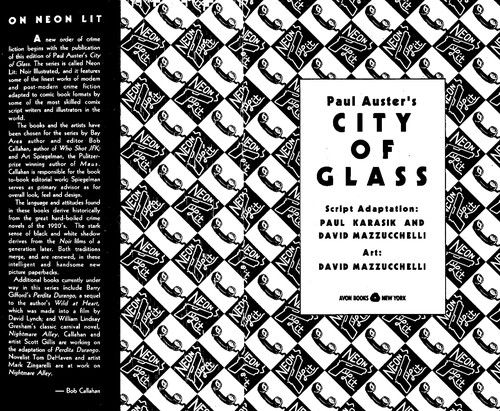 ON NEON LIT
A new order of crime
fiction begins with the publication
of this edition of Paul Auster's City
of Glass. The series is called Neon
Lit: Noir Illustrated, and it features
some of the finest works of modern
and post-modern crime fiction
adapted to comic book formats by
some of the most skilled comix
script writers and illustrators in the
world.
The books and the artists have
been chosen for the series by Bay
Area author and editor Bob
Callahan, author of Who Shot JFK,
and Art Spiegelman, the Pulitzer-
prize winning author of Maus.
Callahan is responsible for the book
to-book editorial work; Spiegelman
serves as primary advisor as for
overall look, feel and design.
The language and attitudes found
in these books derive historically
from the great hard-boiled crime
novels of the 1920's. The stark
sense of black and white shadow
derives from the Noir films of a
generation later. Both traditions
merge, and are renewed, in these
intelligent and handsome new
picture paperbacks.
Additional books currently under
way in this series include Barry
Gifford's Perdita Durango, a sequel
to the author's Wild at Heart,
which was made into a film by
David Lynch; and William Lindsay
Gresham's classic carnival novel,
Nightmare Alley. Callahan and
artist Scott Gillis are working on
the adaptation of Perdita Durango.
Novelist Tom DeHaven and artist
Mark Zingarelli are at work on
Nightmare Alley.
— Bob Callahan
Paul Auster's
CITY
OF
GLASS
Script Adaptation:
PAUL KARASIK AND
DAVID MAZZUCCHELLI
Art:
DAVID MAZZUCCHELLI
AVON BOOKS NEW YORK
NEON
Lit